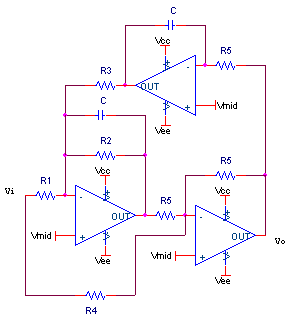 C
Vcc
R3
R5
OUT
-
+
Vmid
C
Vee
R2
R5
Vcc
Vcc
Vi
R1
R5
-
-
OUT
OUT
Vmid
+
Vmid
+
Vo
Vee
Vee
R4